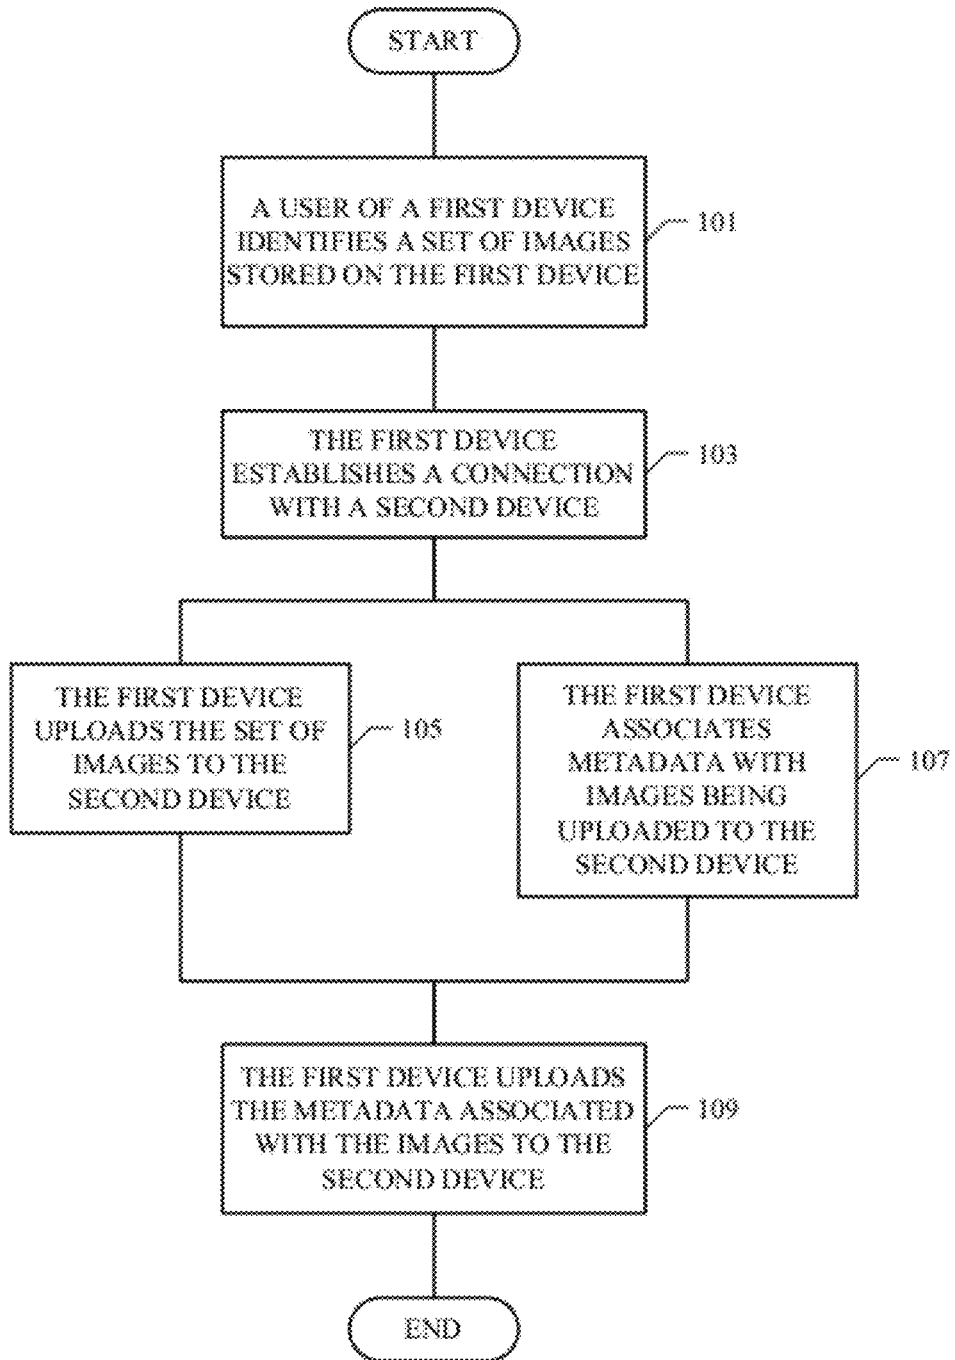 START
A USER OF A FIRST DEVICE
IDENTIFIES A SET OF IMAGES
STORED ON THE FIRST DEVICE
101
THE FIRST DEVICE
ESTABLISHES A CONNECTION
WITH A SECOND DEVICE
103
THE FIRST DEVICE
UPLOADS THE SET OF
IMAGES TO THE
SECOND DEVICE
105
THE FIRST DEVICE
ASSOCIATES
METADATA WITH
IMAGES BEING
UPLOADED TO THE
SECOND DEVICE
107
THE FIRST DEVICE UPLOADS
THE METADATA ASSOCIATED
WITH THE IMAGES TO THE
SECOND DEVICE
109
END